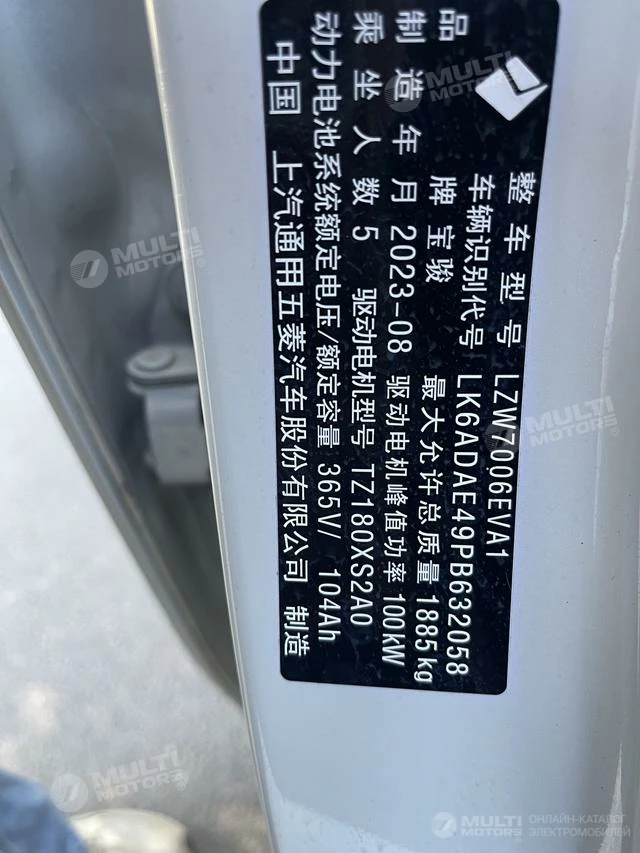 整车型号 LZW7006EVA1
车辆识别代号 LK6ADAE49PB632058
品牌 宝骏 最大允许总质量 1885kg
制造年月 2023-08 驱动电机峰值功率 100kW
乘坐人数 5 驱动电机型号 TZ180XS2A0
动力电池系统额定电压/额定容量 365V/ 104Ah
中国 上汽通用五菱汽车股份有限公司 制造
MULTI MOTORS
MULTI MOTORS
MULTI MOTORS
MULTI MOTORS
MULTI MOTORS
ОНЛАЙН-КАТАЛОГ
ЭЛЕКТРОМОБИЛЕЙ